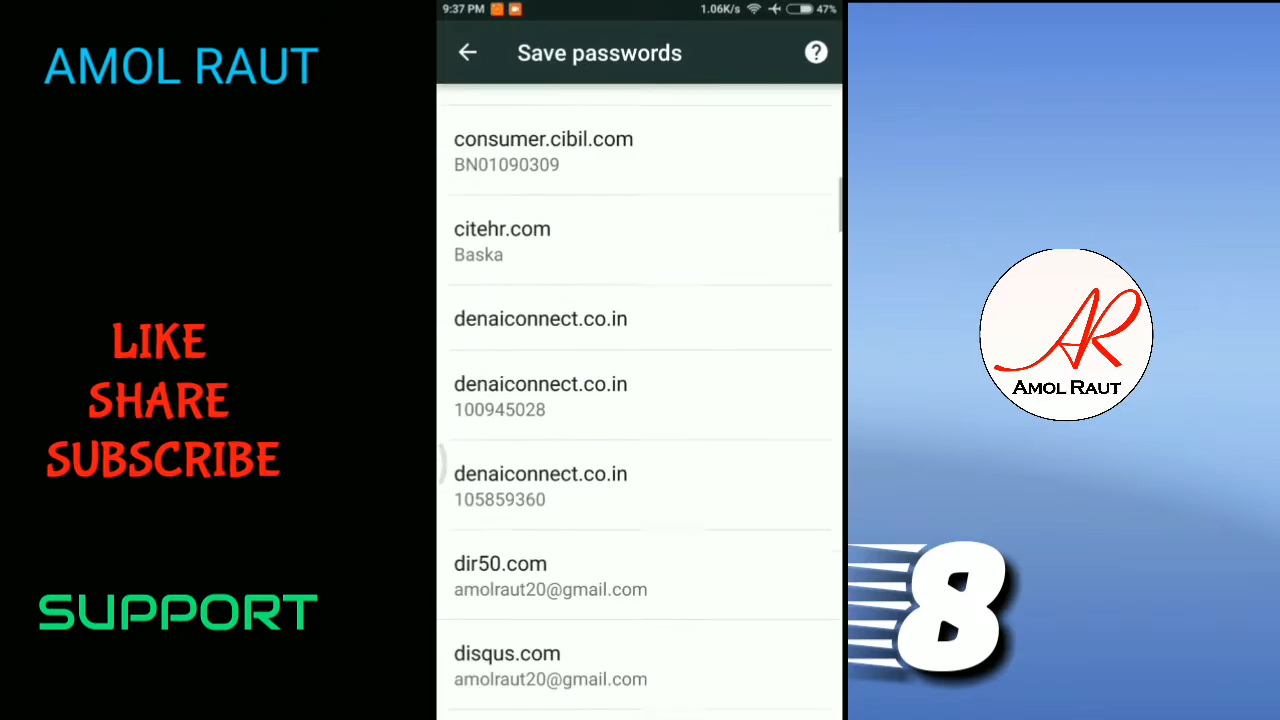 AMOL RAUT
LIKE
SHARE
SUBSCRIBE
SUPPORT
9:37 PM 1.06K/s 47%
Save passwords ?
consumer.cibil.com
BN01090309
citehr.com
Baska
denaiconnect.co.in
denaiconnect.co.in
100945028
denaiconnect.co.in
105859360
dir50.com
amolraut20@gmail.com
disqus.com
amolraut20@gmail.com
AR
AMOL RAUT
8